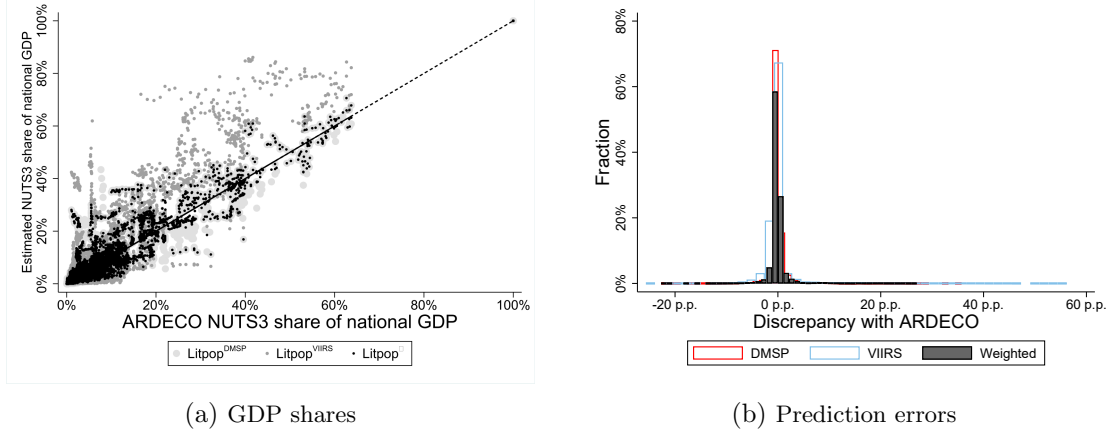 100%
80%
60%
40%
20%
0%
Estimated NUTS3 share of national GDP
0% 20% 40% 60% 80% 100%
ARDECO NUTS3 share of national GDP
Litpop^DMSP Litpop^VIIRS Litpop^□
(a) GDP shares
80%
60%
40%
20%
0%
Fraction
-20 p.p. 0 p.p. 20 p.p. 40 p.p. 60 p.p.
Discrepancy with ARDECO
DMSP VIIRS Weighted
(b) Prediction errors